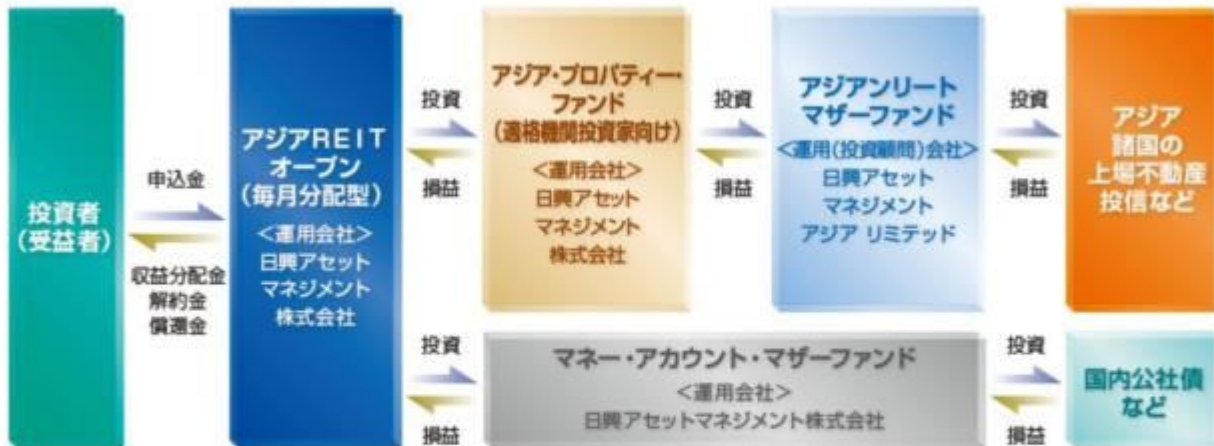 投資者
(受益者)
申込金
収益分配金
解約金
償還金
アジアREIT
オープン
(毎月分配型)
<運用会社>
日興アセット
マネジメント
株式会社
投資
損益
アジア・プロパティー・
ファンド
(適格機関投資家向け)
<運用会社>
日興アセット
マネジメント
株式会社
投資
損益
アジアンリート
マザーファンド
<運用(投資顧問)会社>
日興アセット
マネジメント
アジア リミテッド
投資
損益
アジア
諸国の
上場不動産
投信など
投資
損益
マネー・アカウント・マザーファンド
<運用会社>
日興アセットマネジメント株式会社
投資
損益
国内公社債
など